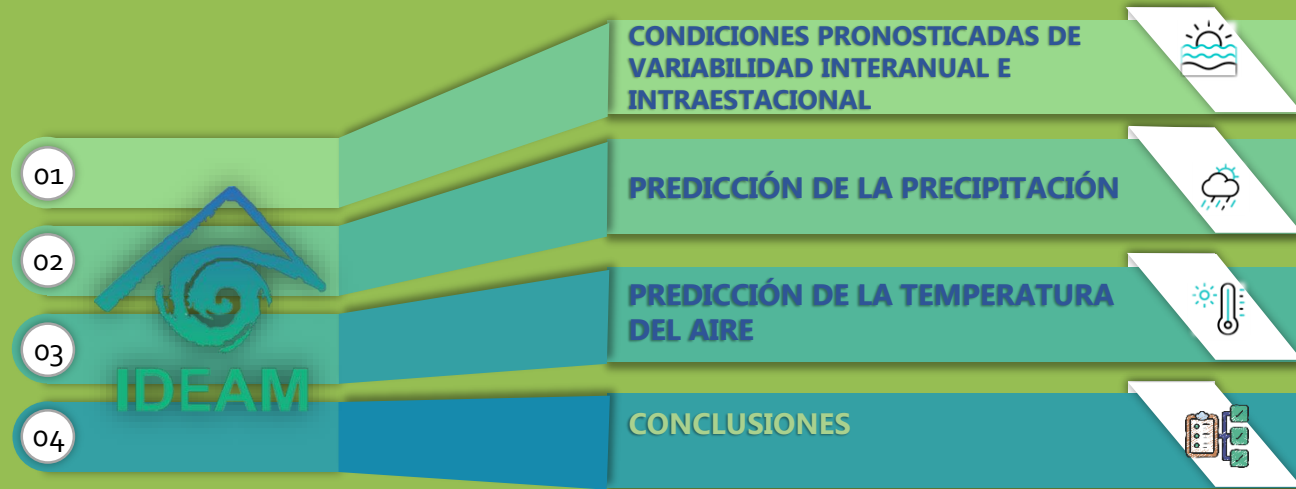 01
CONDICIONES PRONOSTICADAS DE
VARIABILIDAD INTERANUAL E
INTRAESTACIONAL
02
PREDICCIÓN DE LA PRECIPITACIÓN
03
PREDICCIÓN DE LA TEMPERATURA
DEL AIRE
04
CONCLUSIONES
IDEAM